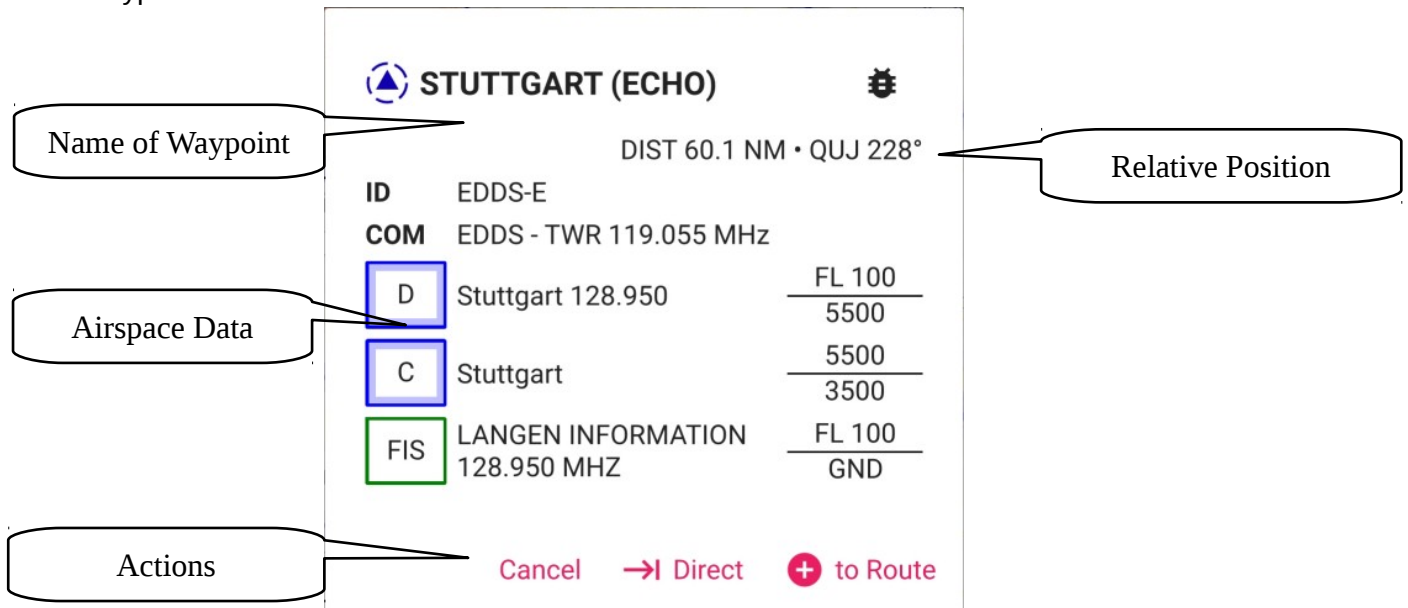 STUTTGART (ECHO)
Name of Waypoint
DIST 60.1 NM • QUJ 228°
Relative Position
ID EDDS-E
COM EDDS - TWR 119.055 MHz
Airspace Data
D Stuttgart 128.950 FL 100
5500
C Stuttgart 5500
3500
FIS LANGEN INFORMATION FL 100
128.950 MHZ GND
Actions
Cancel Direct to Route